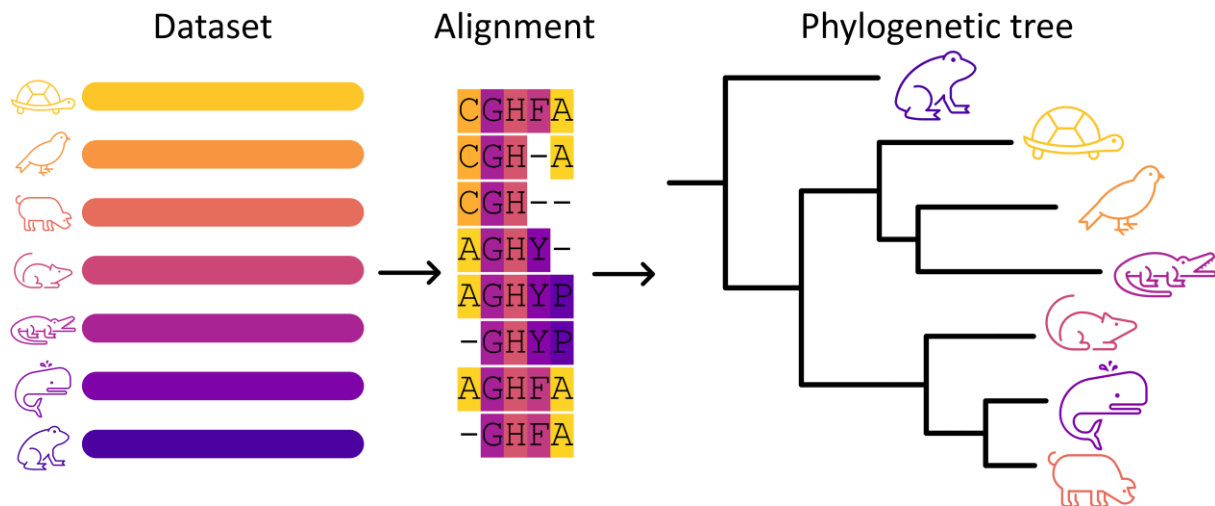 Dataset
Alignment
Phylogenetic tree
CGHFA
CGH-A
CGH--
AGHY-
AGHYP
-GHYP
AGHFA
-GHFA